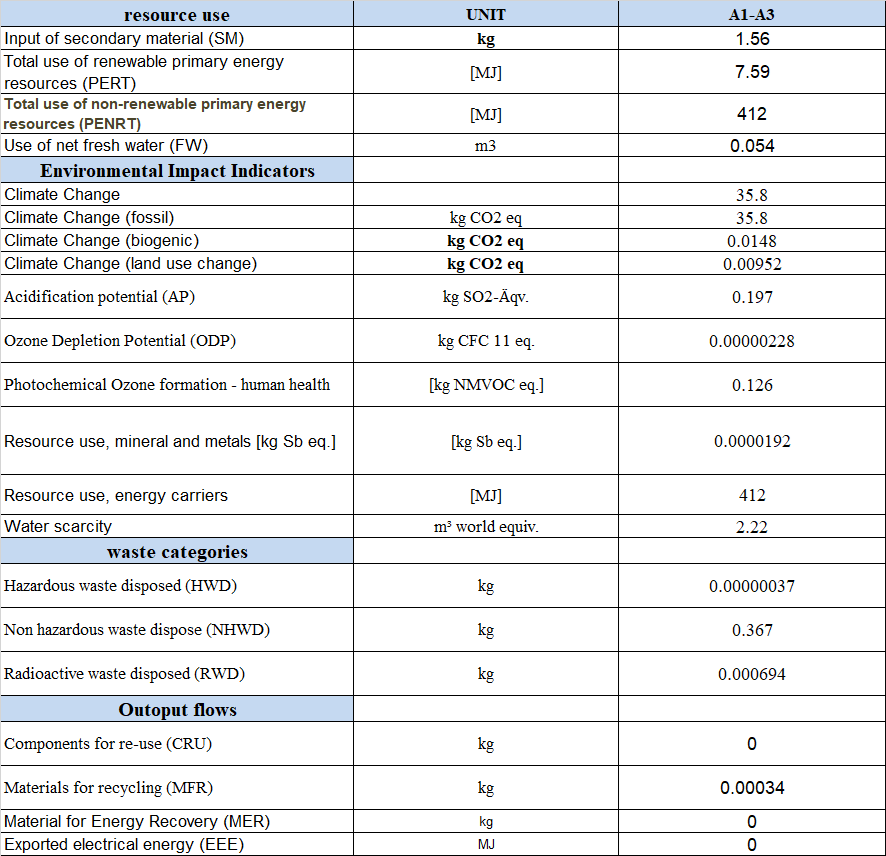 resource use UNIT A1-A3
Input of secondary material (SM) kg 1.56
Total use of renewable primary energy
resources (PERT) [MJ] 7.59
Total use of non-renewable primary energy
resources (PENRT) [MJ] 412
Use of net fresh water (FW) m3 0.054
Environmental Impact Indicators
Climate Change 35.8
Climate Change (fossil) kg CO2 eq 35.8
Climate Change (biogenic) kg CO2 eq 0.0148
Climate Change (land use change) kg CO2 eq 0.00952
Acidification potential (AP) kg SO2-Äqv. 0.197
Ozone Depletion Potential (ODP) kg CFC 11 eq. 0.00000228
Photochemical Ozone formation - human health [kg NMVOC eq.] 0.126
Resource use, mineral and metals [kg Sb eq.] [kg Sb eq.] 0.0000192
Resource use, energy carriers [MJ] 412
Water scarcity m³ world equiv. 2.22
waste categories
Hazardous waste disposed (HWD) kg 0.00000037
Non hazardous waste dispose (NHWD) kg 0.367
Radioactive waste disposed (RWD) kg 0.000694
Outoput flows
Components for re-use (CRU) kg 0
Materials for recycling (MFR) kg 0.00034
Material for Energy Recovery (MER) kg 0
Exported electrical energy (EEE) MJ 0